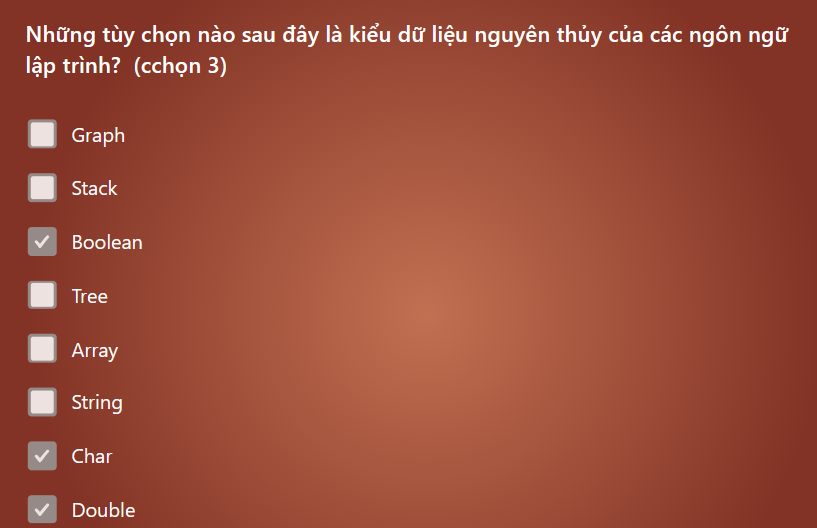 Những tùy chọn nào sau đây là kiểu dữ liệu nguyên thủy của các ngôn ngữ
lập trình? (cchọn 3)
Graph
Stack
Boolean
Tree
Array
String
Char
Double